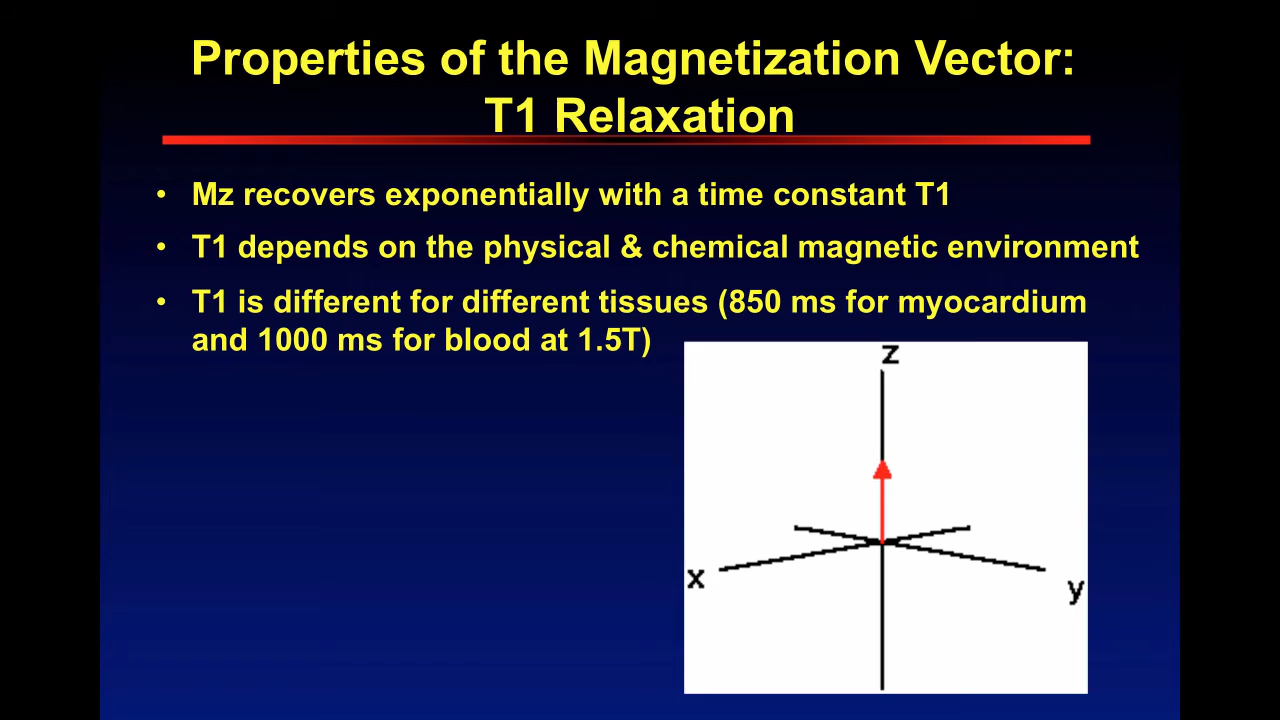 Properties of the Magnetization Vector:
T1 Relaxation
• Mz recovers exponentially with a time constant T1
• T1 depends on the physical & chemical magnetic environment
• T1 is different for different tissues (850 ms for myocardium
and 1000 ms for blood at 1.5T)
z
x
y